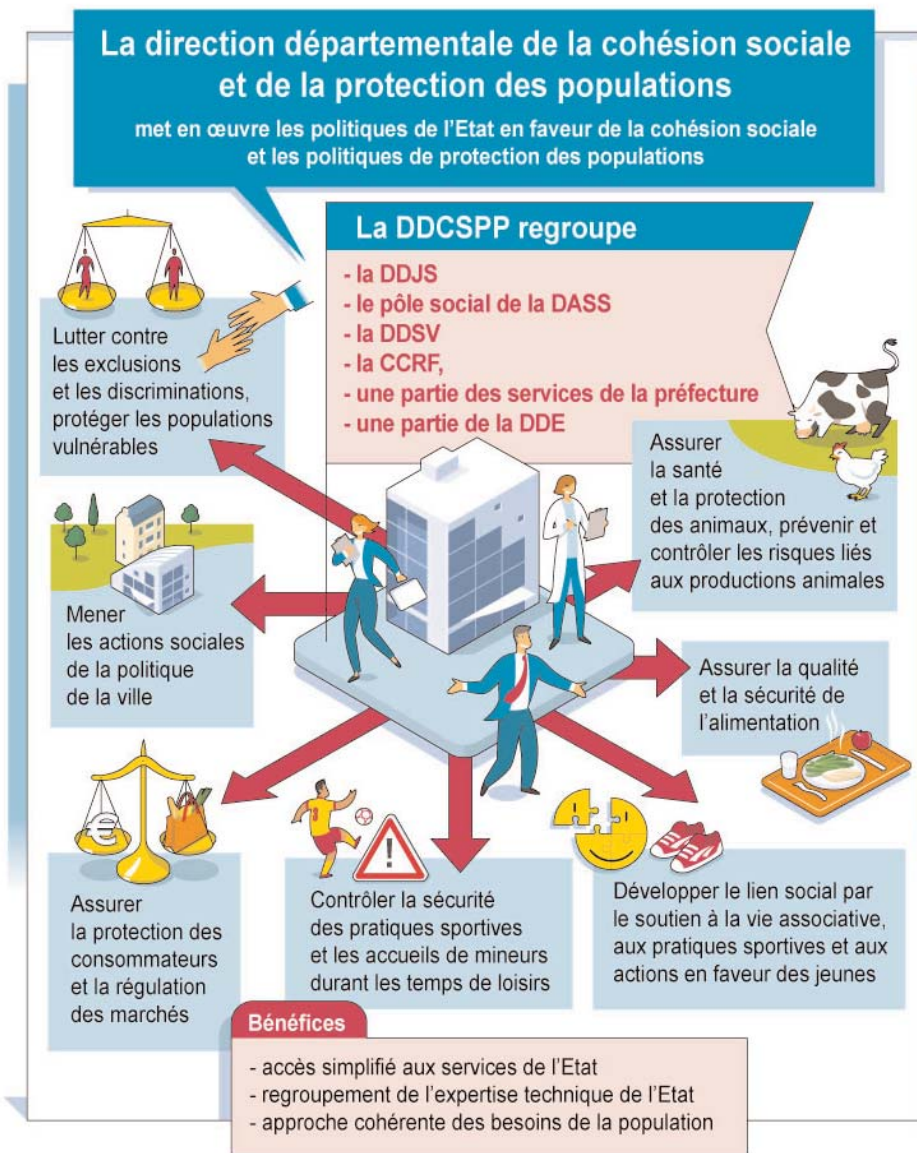 La direction départementale de la cohésion sociale
et de la protection des populations
met en œuvre les politiques de l'Etat en faveur de la cohésion sociale
et les politiques de protection des populations
La DDCSPP regroupe
- la DDJS
- le pôle social de la DASS
- la DDSV
- la CCRF,
- une partie des services de la préfecture
- une partie de la DDE
Lutter contre
les exclusions
et les discriminations,
protéger les populations
vulnérables
Assurer
la santé
et la protection
des animaux, prévenir et
contrôler les risques liés
aux productions animales
Mener
les actions sociales
de la politique
de la ville
Assurer la qualité
et la sécurité de
l'alimentation
€
Assurer
la protection des
consommateurs
et la régulation
des marchés
3
!
Contrôler la sécurité
des pratiques sportives
et les accueils de mineurs
durant les temps de loisirs
Développer le lien social par
le soutien à la vie associative,
aux pratiques sportives et aux
actions en faveur des jeunes
Bénéfices
- accès simplifié aux services de l'Etat
- regroupement de l'expertise technique de l'Etat
- approche cohérente des besoins de la population